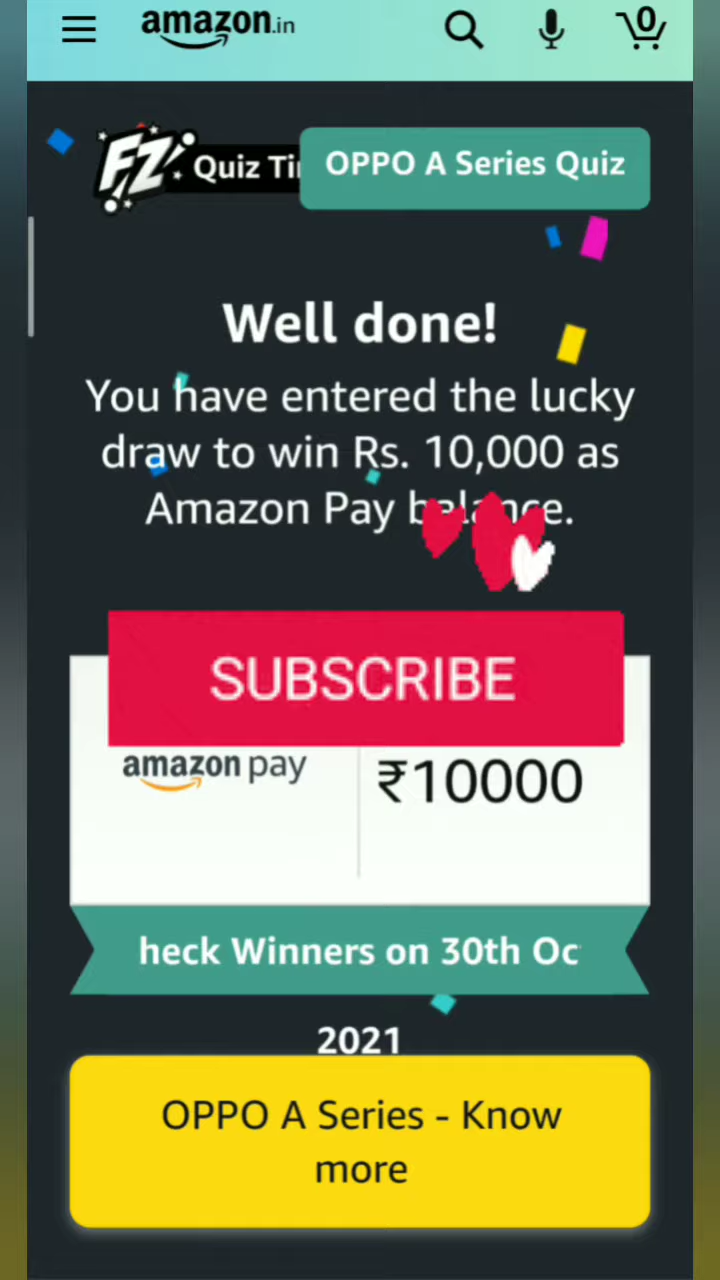 amazon.in
0
FZ Quiz Ti
OPPO A Series Quiz
Well done!
You have entered the lucky
draw to win Rs. 10,000 as
Amazon Pay balance.
SUBSCRIBE
amazon pay
₹10000
heck Winners on 30th Oc
2021
OPPO A Series - Know
more